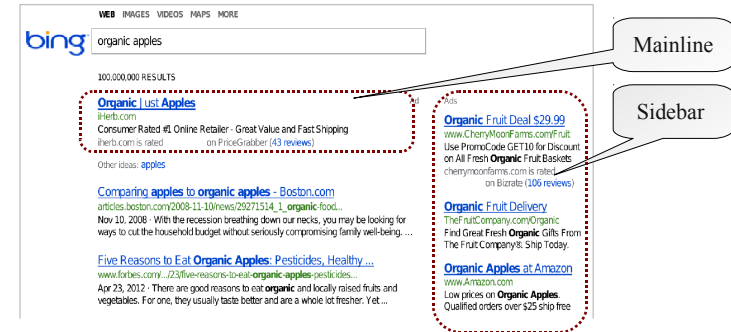 WEB IMAGES VIDEOS MAPS MORE
bing
organic apples
100,000,000 RESULTS
Organic | ust Apples
Ad
iHerb.com
Consumer Rated #1 Online Retailer · Great Value and Fast Shipping
iherb.com is rated on PriceGrabber (43 reviews)
Other ideas: apples
Comparing apples to organic apples - Boston.com
articles.boston.com/2008-11-10/news/29271514_1_organic-food...
Nov 10, 2008 · With the recession breathing down our necks, you may be looking for
ways to cut the household budget without seriously compromising family well-being. ...
Five Reasons to Eat Organic Apples: Pesticides, Healthy ...
www.forbes.com/.../23/five-reasons-to-eat-organic-apples-pesticides...
Apr 23, 2012 · There are good reasons to eat organic and locally raised fruits and
vegetables. For one, they usually taste better and are a whole lot fresher. Yet ...
Ads
Organic Fruit Deal $29.99
www.CherryMoonFarms.com/Fruit
Use PromoCode GET10 for Discount
on All Fresh Organic Fruit Baskets
cherrymoonfarms.com is rated
on Bizrate (106 reviews)
Organic Fruit Delivery
TheFruitCompany.com/Organic
Find Great Fresh Organic Gifts From
The Fruit Company®. Ship Today.
Organic Apples at Amazon
www.Amazon.com
Low prices on Organic Apples.
Qualified orders over $25 ship free
Mainline
Sidebar